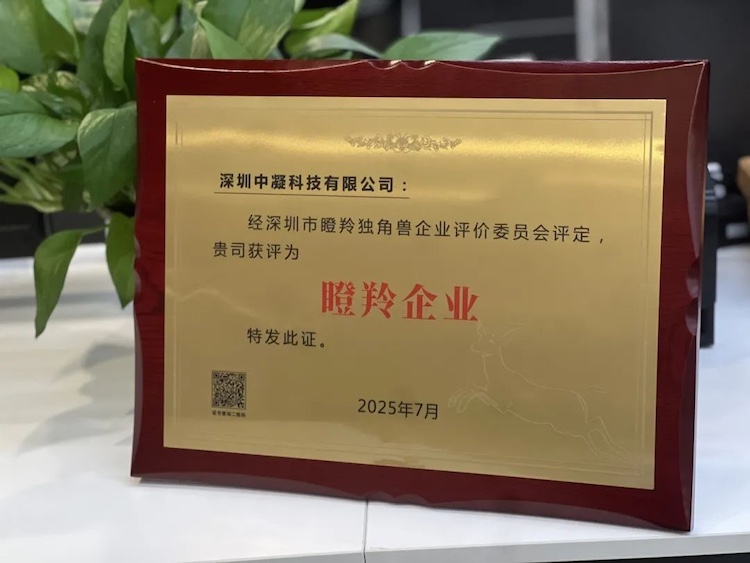 深圳中凝科技有限公司：
经深圳市瞪羚独角兽企业评价委员会评定，
贵司获评为
瞪羚企业
特发此证。
2025年7月